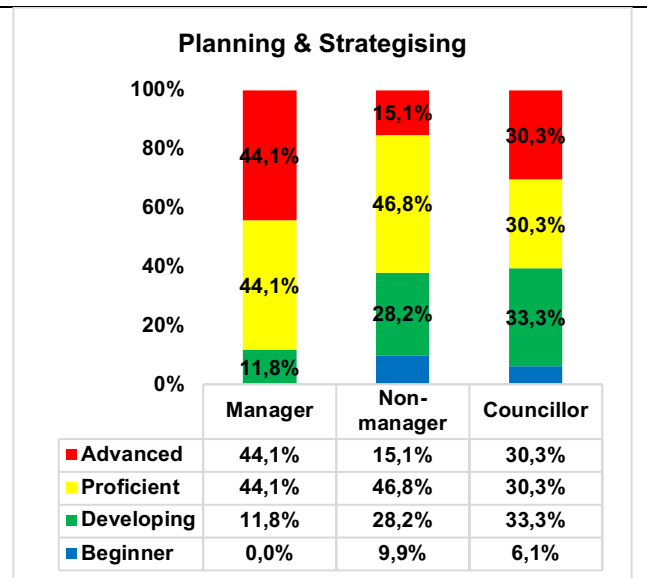 Planning & Strategising
100%
80%
60%
40%
20%
0%
44,1%
44,1%
11,8%
15,1%
46,8%
28,2%
30,3%
30,3%
33,3%
Manager Non-manager Councillor
Advanced 44,1% 15,1% 30,3%
Proficient 44,1% 46,8% 30,3%
Developing 11,8% 28,2% 33,3%
Beginner 0,0% 9,9% 6,1%